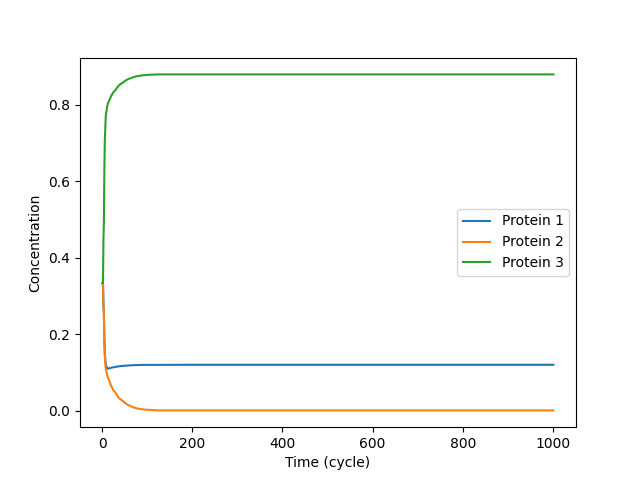 Concentration
0.8
0.6
0.4
0.2
0.0
Protein 1
Protein 2
Protein 3
0 200 400 600 800 1000
Time (cycle)